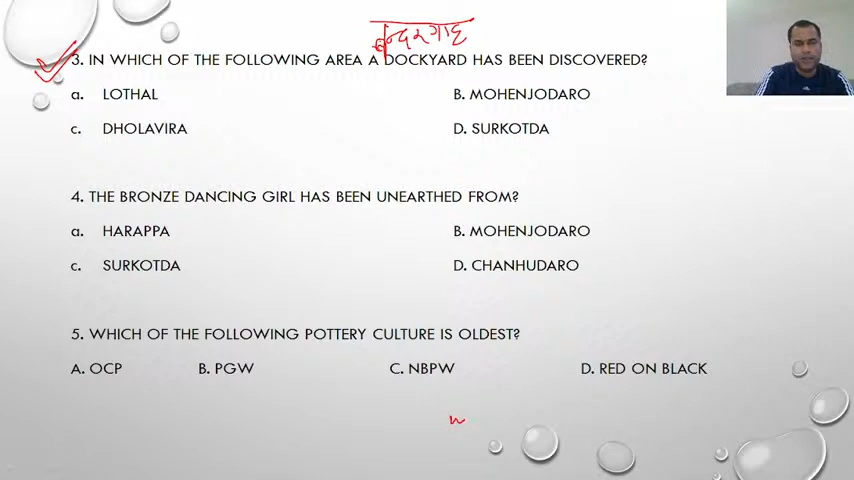 बन्दरगाह
3. IN WHICH OF THE FOLLOWING AREA A DOCKYARD HAS BEEN DISCOVERED?
a. LOTHAL B. MOHENJODARO
c. DHOLAVIRA D. SURKOTDA
4. THE BRONZE DANCING GIRL HAS BEEN UNEARTHED FROM?
a. HARAPPA B. MOHENJODARO
c. SURKOTDA D. CHANHUDARO
5. WHICH OF THE FOLLOWING POTTERY CULTURE IS OLDEST?
A. OCP B. PGW C. NBPW D. RED ON BLACK